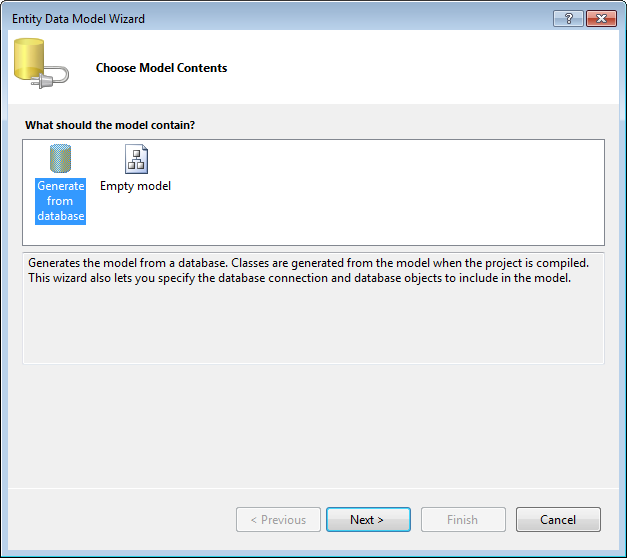 Entity Data Model Wizard
?
Choose Model Contents
What should the model contain?
Generate
from
database
Empty model
Generates the model from a database. Classes are generated from the model when the project is compiled.
This wizard also lets you specify the database connection and database objects to include in the model.
< Previous
Next >
Finish
Cancel